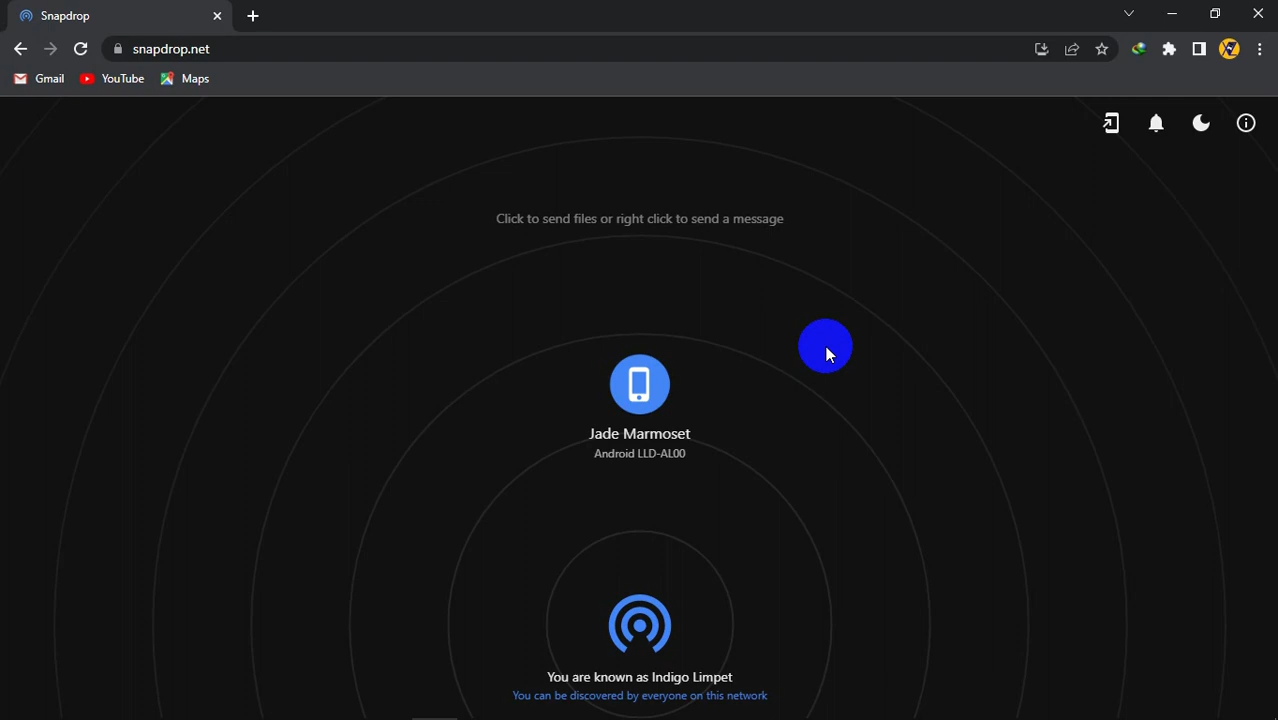 Snapdrop
snapdrop.net
Gmail YouTube Maps
Click to send files or right click to send a message
Jade Marmoset
Android LLD-AL00
You are known as Indigo Limpet
You can be discovered by everyone on this network